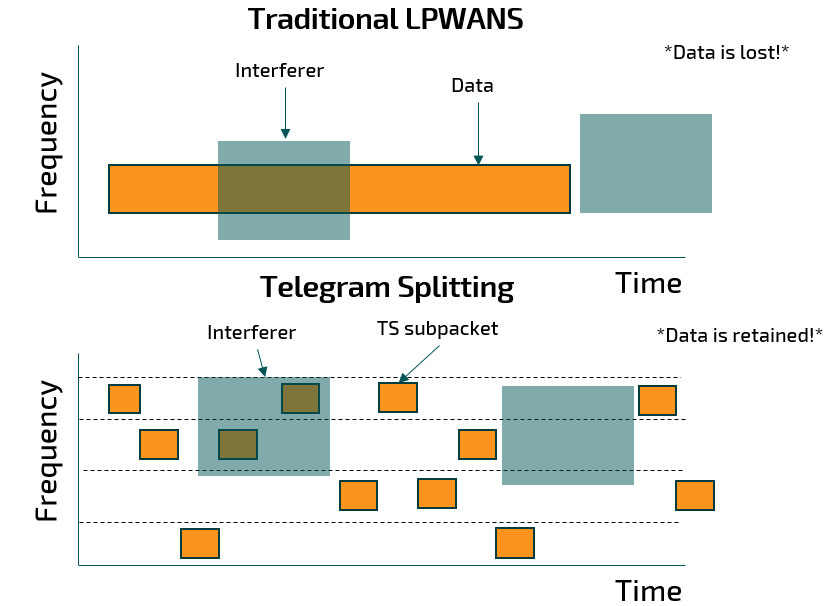 Traditional LPWANS
*Data is lost!*
Interferer
Data
Frequency
Time
Telegram Splitting
Interferer
TS subpacket
*Data is retained!*
Frequency
Time